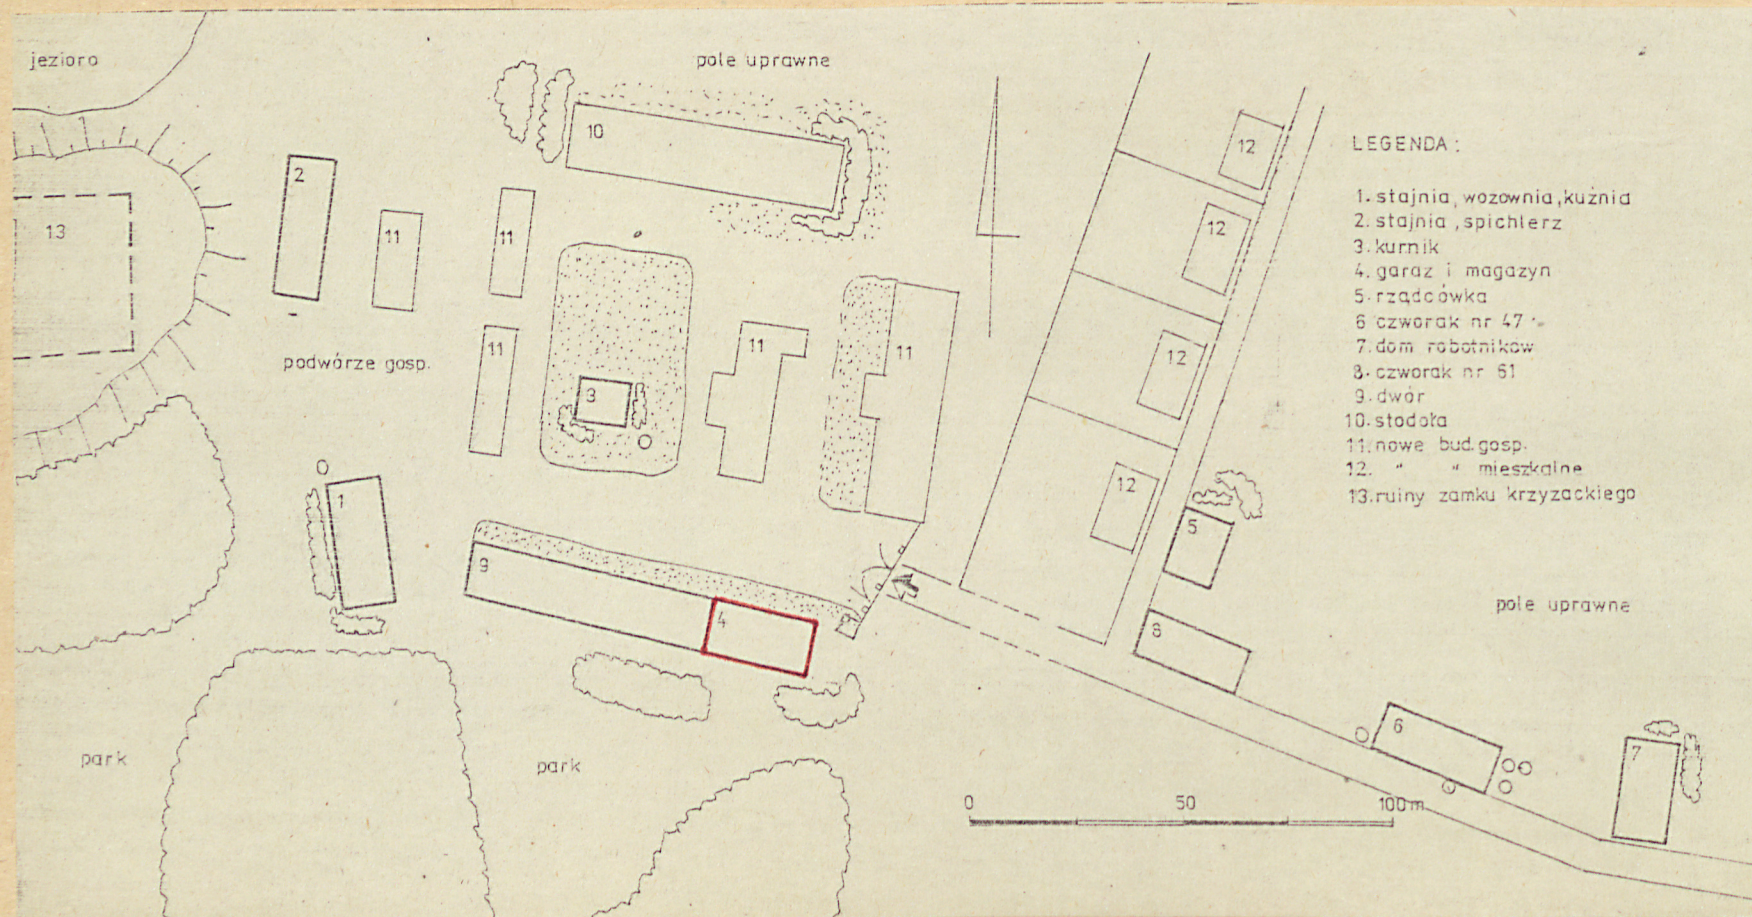 jezioro
pole uprawne
10
12
2
13
11
11
12
11
3
11
11
12
podwórze gosp.
12
1
5
9
4
8
6
7
pole uprawne
park
park
0 50 100 m
LEGENDA :
1. stajnia, wozownia, kuźnia
2. stajnia, spichlerz
3. kurnik
4. garaż i magazyn
5. rządcówka
6 czworak nr 47
7. dom robotników
8. czworak nr 61
9. dwór
10. stodoła
11. nowe bud. gosp.
12. " " mieszkalne
13. ruiny zamku krzyżackiego